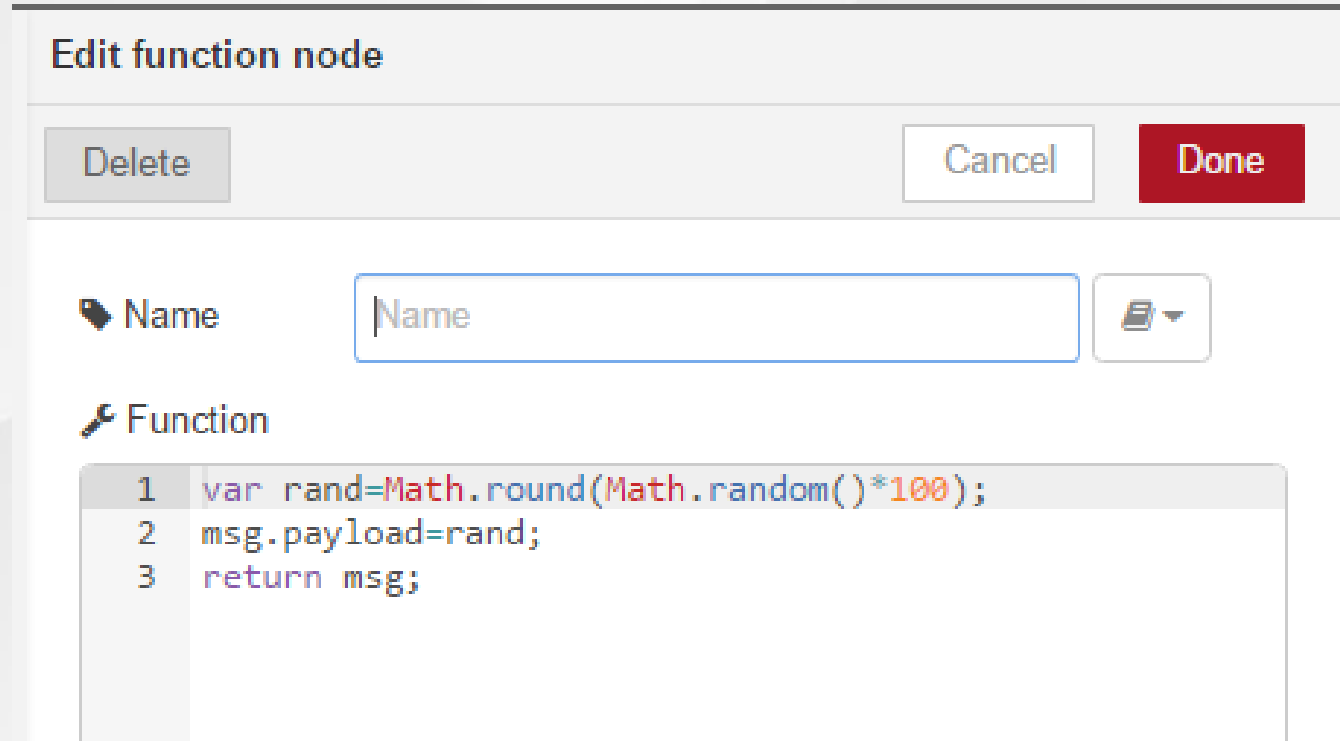 Edit function node
Delete Cancel Done
Name Name
Function
1 var rand=Math.round(Math.random()*100);
2 msg.payload=rand;
3 return msg;